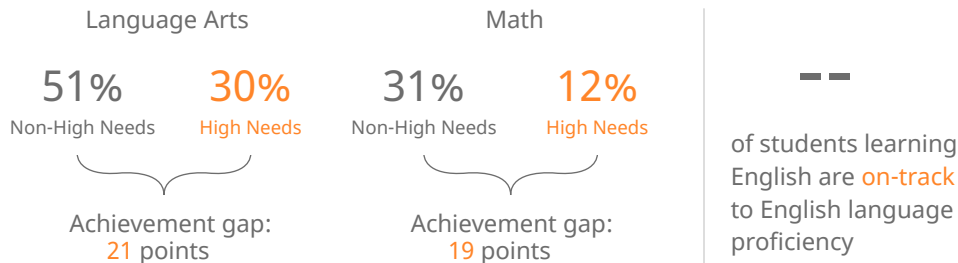 Language Arts
51%
Non-High Needs
30%
High Needs
Achievement gap:
21 points
Math
31%
Non-High Needs
12%
High Needs
Achievement gap:
19 points
--
of students learning
English are on-track
to English language
proficiency